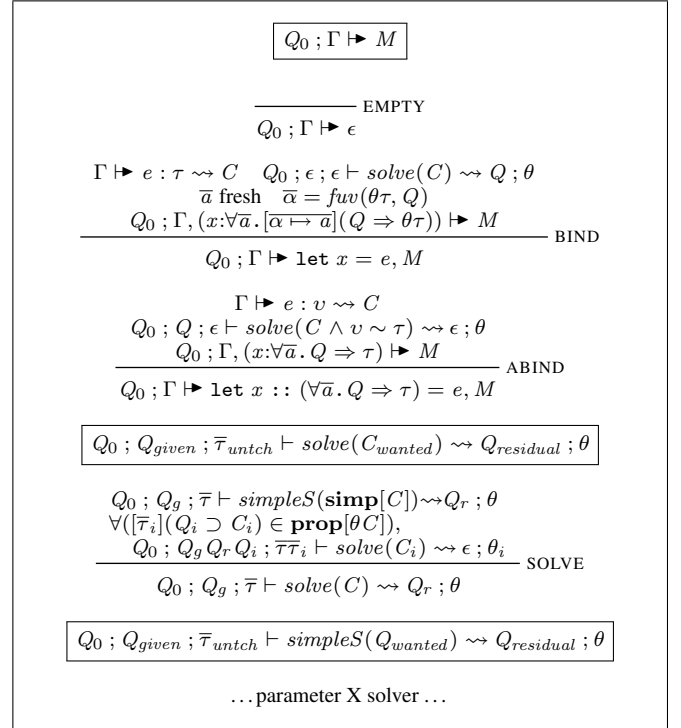 Q₀ ; Γ ⊩▸ M
EMPTY
Q₀ ; Γ ⊩▸ ϵ
Γ ⊩▸ e : τ ⇝ C Q₀ ; ϵ ; ϵ ⊢ solve(C) ⇝ Q ; θ
a̅ fresh α̅ = fuv(θτ, Q)
Q₀ ; Γ, (x:∀a̅ . [α̅ ↦ a̅](Q ⇒ θτ)) ⊩▸ M
BIND
Q₀ ; Γ ⊩▸ let x = e, M
Γ ⊩▸ e : υ ⇝ C
Q₀ ; Q ; ϵ ⊢ solve(C ∧ υ ∼ τ) ⇝ ϵ ; θ
Q₀ ; Γ, (x:∀a̅ . Q ⇒ τ) ⊩▸ M
ABIND
Q₀ ; Γ ⊩▸ let x :: (∀a̅ . Q ⇒ τ) = e, M
Q₀ ; Q_given ; τ̅_untch ⊢ solve(C_wanted) ⇝ Q_residual ; θ
Q₀ ; Q_g ; τ̅ ⊢ simpleS(simp[C])⇝Q_r ; θ
∀([τ̅_i](Q_i ⊃ C_i) ∈ prop[θC]),
Q₀ ; Q_g Q_r Q_i ; τ̅τ̅_i ⊢ solve(C_i) ⇝ ϵ ; θ_i
SOLVE
Q₀ ; Q_g ; τ̅ ⊢ solve(C) ⇝ Q_r ; θ
Q₀ ; Q_given ; τ̅_untch ⊢ simpleS(Q_wanted) ⇝ Q_residual ; θ
…parameter X solver …